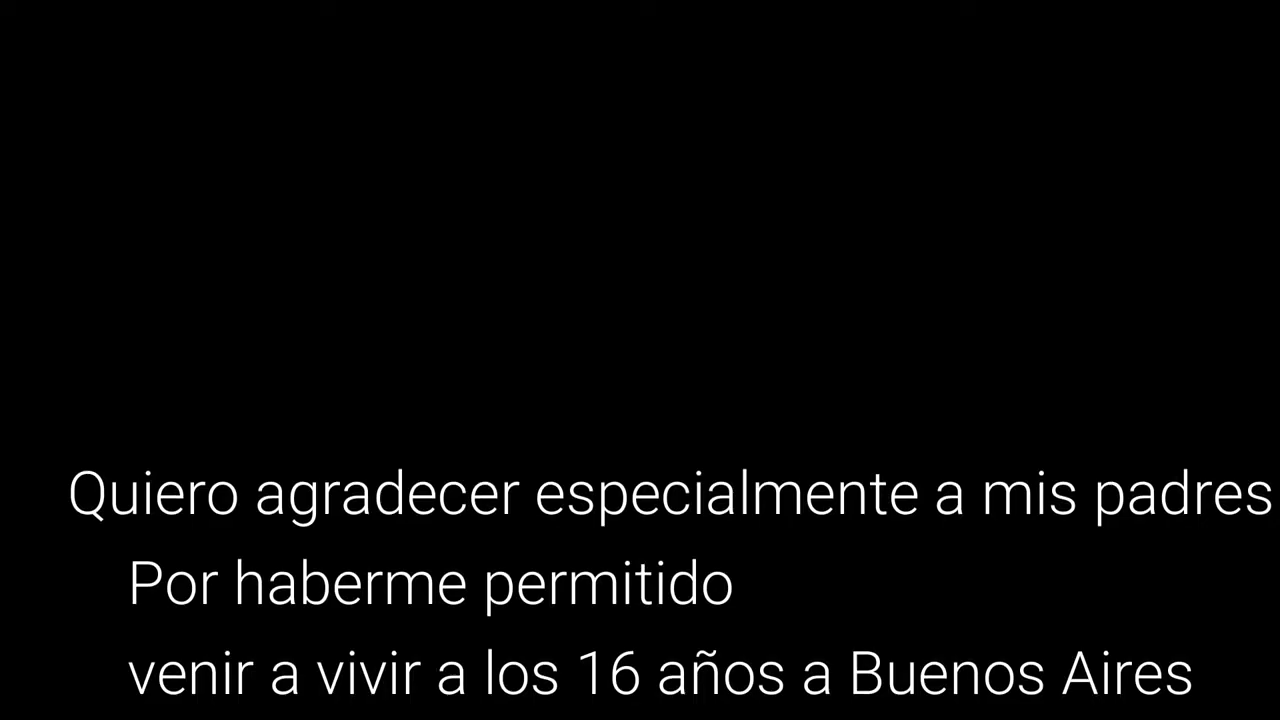 Quiero agradecer especialmente a mis padres
Por haberme permitido
venir a vivir a los 16 años a Buenos Aires